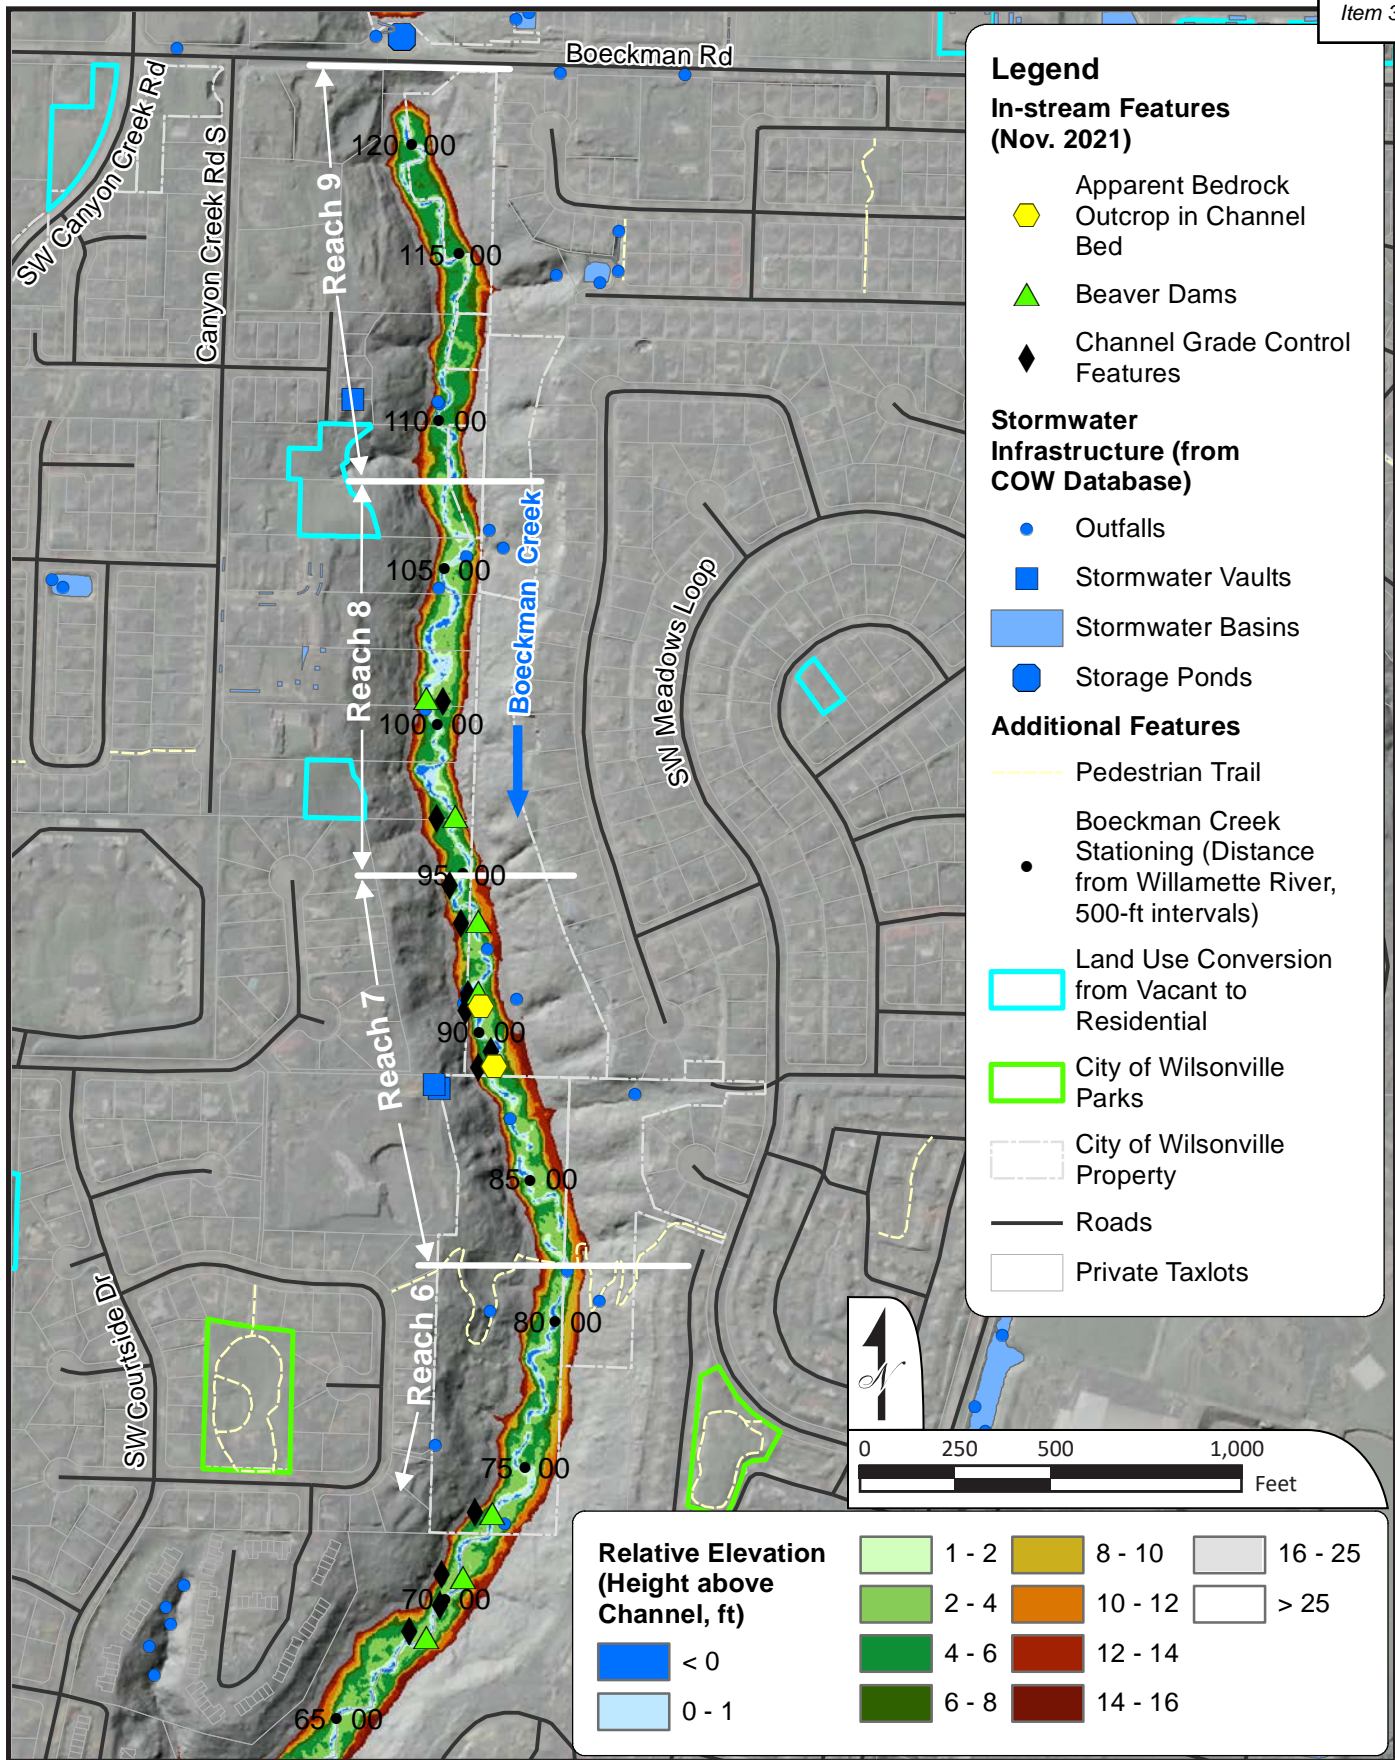 Item 3
Boeckman Rd
SW Canyon Creek Rd
Canyon Creek Rd S
Reach 9
120 00
115 00
110 00
Boeckman Creek
105 00
Reach 8
SW Meadows Loop
100 00
95 00
Reach 7
90 00
85 00
Reach 6
80 00
SW Courtside Dr
75 00
70 00
65 00
Legend
In-stream Features
(Nov. 2021)
Apparent Bedrock
Outcrop in Channel
Bed
Beaver Dams
Channel Grade Control
Features
Stormwater
Infrastructure (from
COW Database)
Outfalls
Stormwater Vaults
Stormwater Basins
Storage Ponds
Additional Features
Pedestrian Trail
Boeckman Creek
Stationing (Distance
from Willamette River,
500-ft intervals)
Land Use Conversion
from Vacant to
Residential
City of Wilsonville
Parks
City of Wilsonville
Property
Roads
Private Taxlots
N
0 250 500 1,000
Feet
Relative Elevation
(Height above
Channel, ft)
< 0
0 - 1
1 - 2
2 - 4
4 - 6
6 - 8
8 - 10
10 - 12
12 - 14
14 - 16
16 - 25
> 25